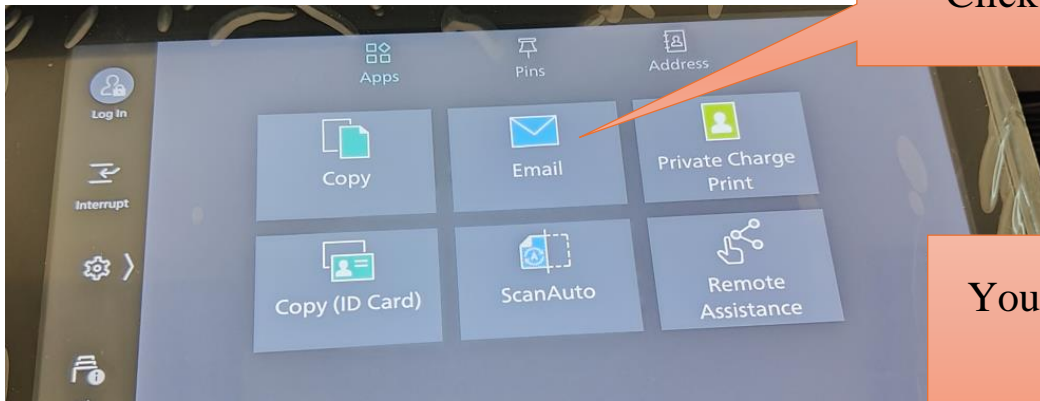 Click
Apps
Pins
Address
Log In
Copy
Email
Private Charge
Print
Interrupt
You
Copy (ID Card)
ScanAuto
Remote
Assistance